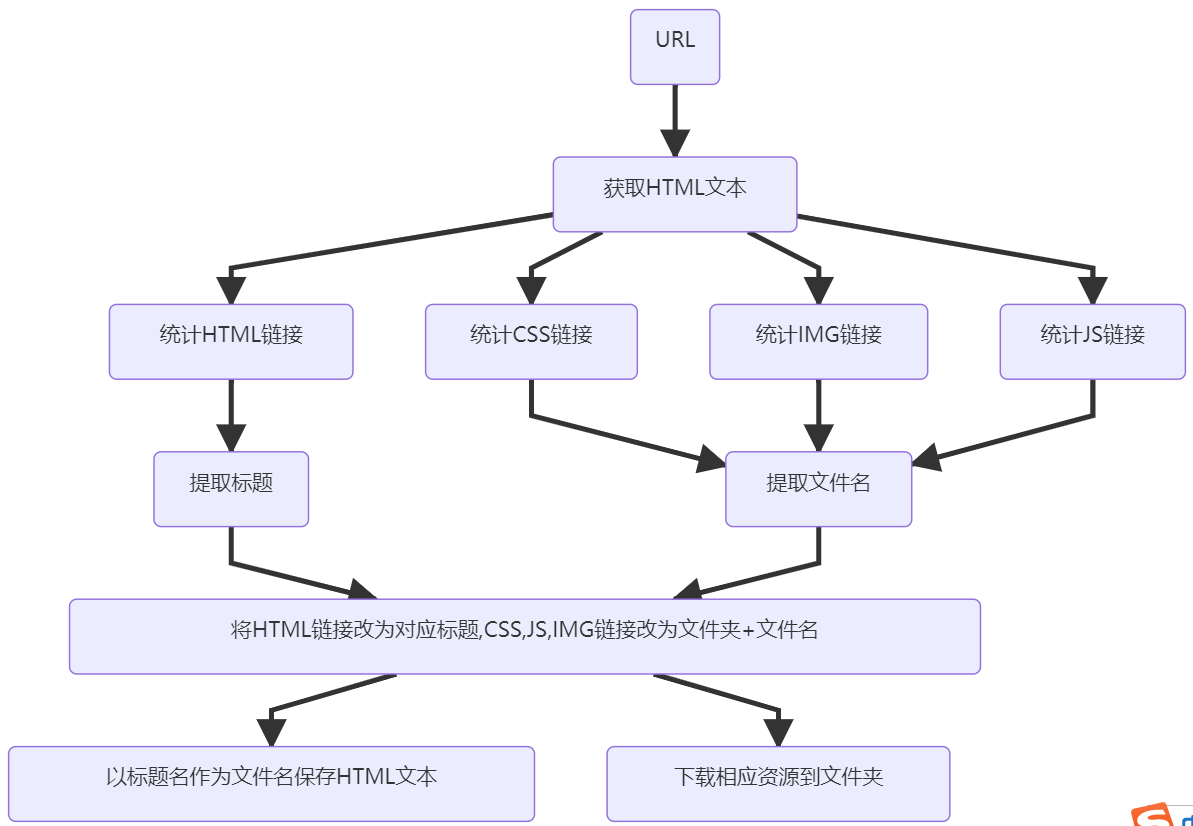 URL
获取HTML文本
统计HTML链接
统计CSS链接
统计IMG链接
统计JS链接
提取标题
提取文件名
将HTML链接改为对应标题,CSS,JS,IMG链接改为文件夹+文件名
以标题名作为文件名保存HTML文本
下载相应资源到文件夹